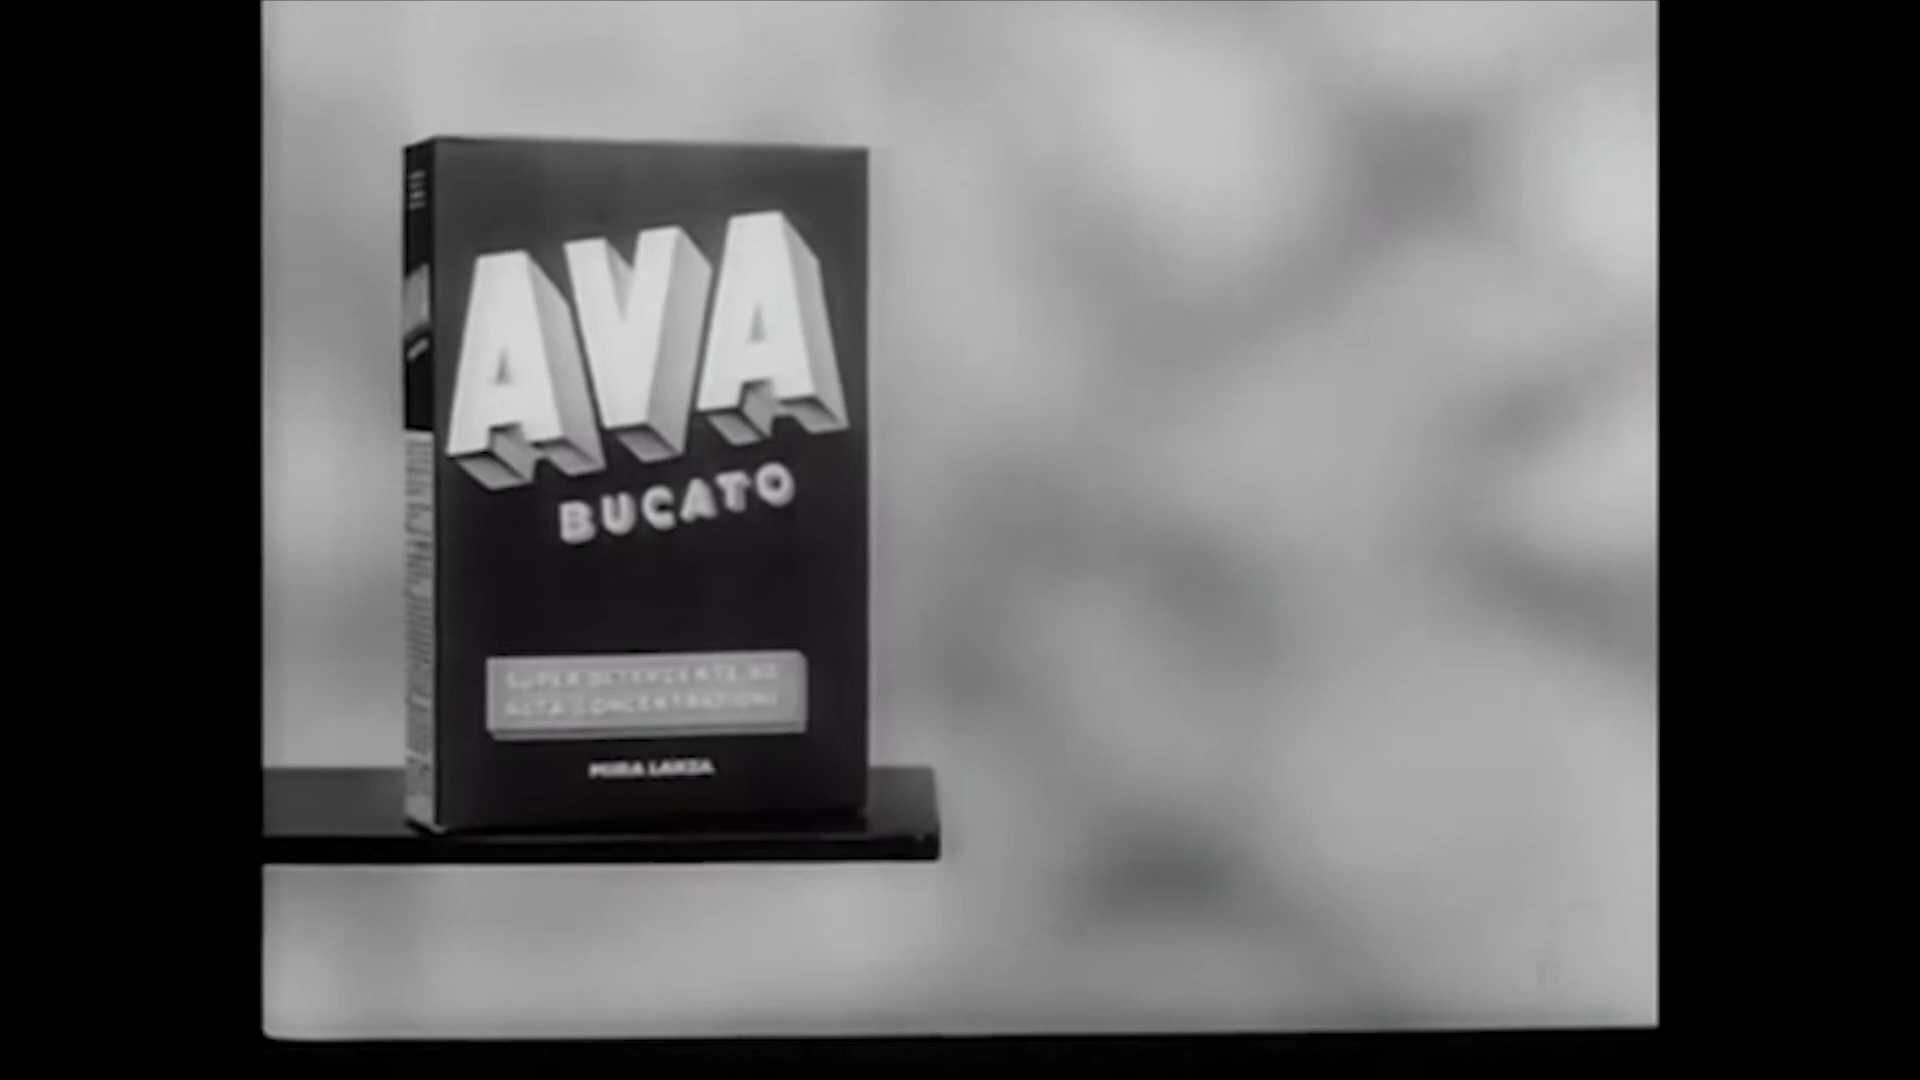 AVA
BUCATO
SUPER DETERGENTE AD
ALTA CONCENTRAZIONE
MIRA LANZA